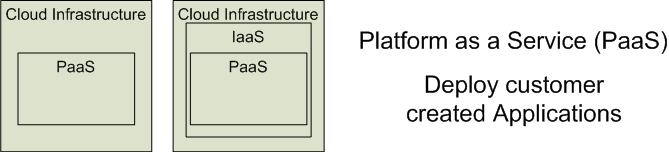 Cloud Infrastructure
PaaS
Cloud Infrastructure
IaaS
PaaS
Platform as a Service (PaaS)
Deploy customer
created Applications